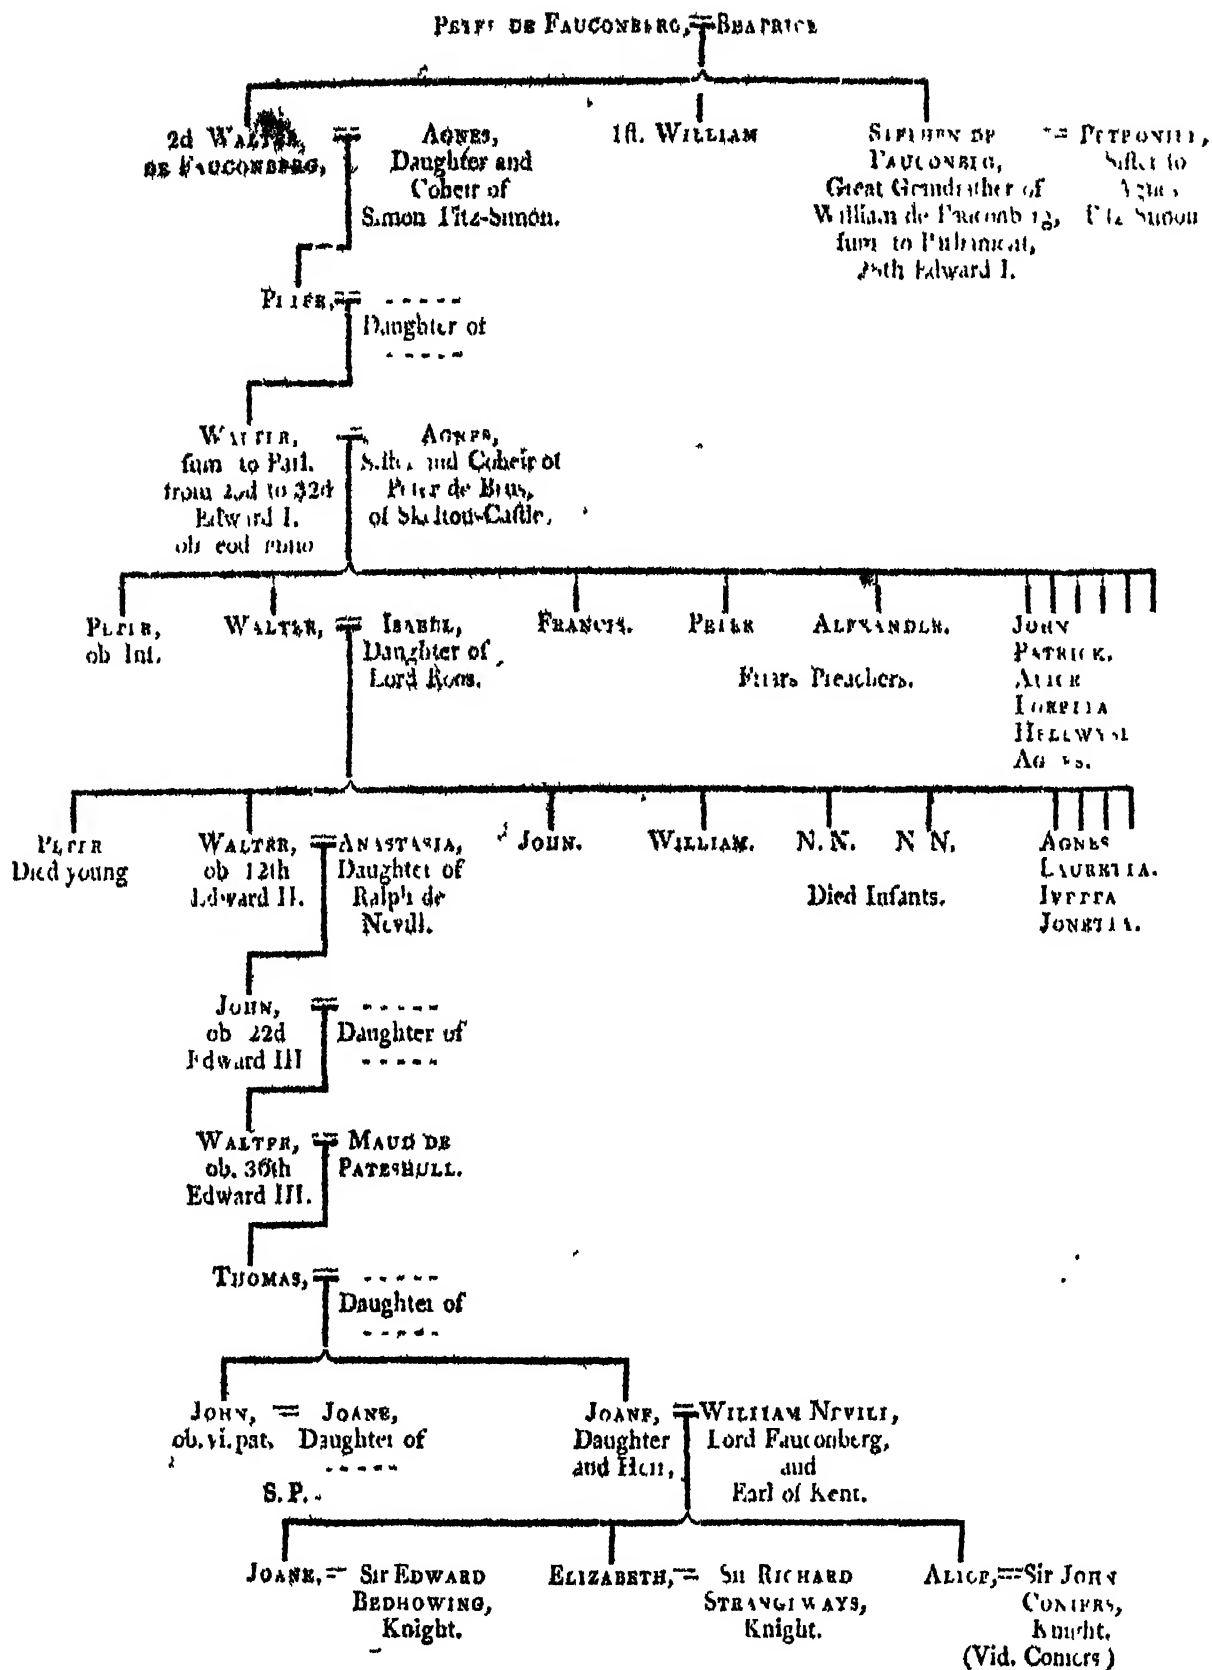 PETER DE FAUCONBERG, = BEATRICE
2d WALTER, = AGNES, 1st. WILLIAM STEPHEN DE = PETRONILL,
DE FAUCONBERG, Daughter and FAUCONBERG, Sister to
Coheir of Great Grandfather of Agnes
Simon Fitz-Simon. William de Fauconberg, Fitz Simon
sum to Parliament,
Edward I.
PETER, = -----
Daughter of
-----
WALTER, = AGNES,
sum to Parl. Sister and Coheir of
from to 32d Peter de Brus,
Edward I. of Skelton-Castle,
ob eod anno
PETER, WALTER, = ISABEL, FRANCIS. PETER ALEXANDER. JOHN
ob Inf. Daughter of PATRICK.
Lord Roos. Friars Preachers. ALICE
LORETTA
HELLWYSE
AGNES.
PETER WALTER, = ANASTASIA, JOHN. WILLIAM. N.N. N N. AGNES
Died young ob 12th Daughter of LAURETTA.
Edward II. Ralph de Died Infants. IVETTA
Nevill. JONETTA.
JOHN, = -----
ob 22d Daughter of
Edward III -----
WALTER, = MAUD DE
ob. 36th PATESHULL.
Edward III.
THOMAS, = -----
Daughter of
-----
JOHN, = JOANE, JOANE, = WILLIAM NEVILL,
ob. vi. pat. Daughter of Daughter Lord Fauconberg,
----- and Heir, and
S. P. Earl of Kent.
JOANE, = Sir EDWARD ELIZABETH, = Sir RICHARD ALICE, = Sir JOHN
BEDHOWING, STRANGIWAYS, CONIERS,
Knight. Knight. Knight.
(Vid. Coniers)